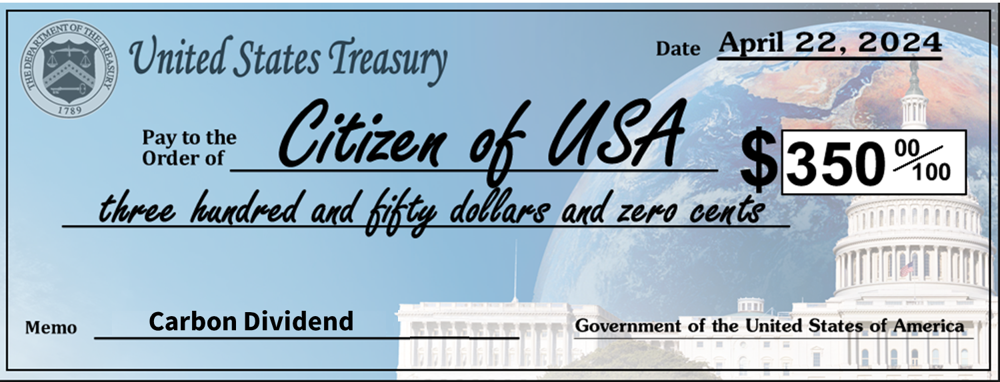 THE DEPARTMENT OF THE TREASURY
1789
United States Treasury
Date April 22, 2024
Pay to the
Order of Citizen of USA
$350 00/100
three hundred and fifty dollars and zero cents
Memo Carbon Dividend
Government of the United States of America